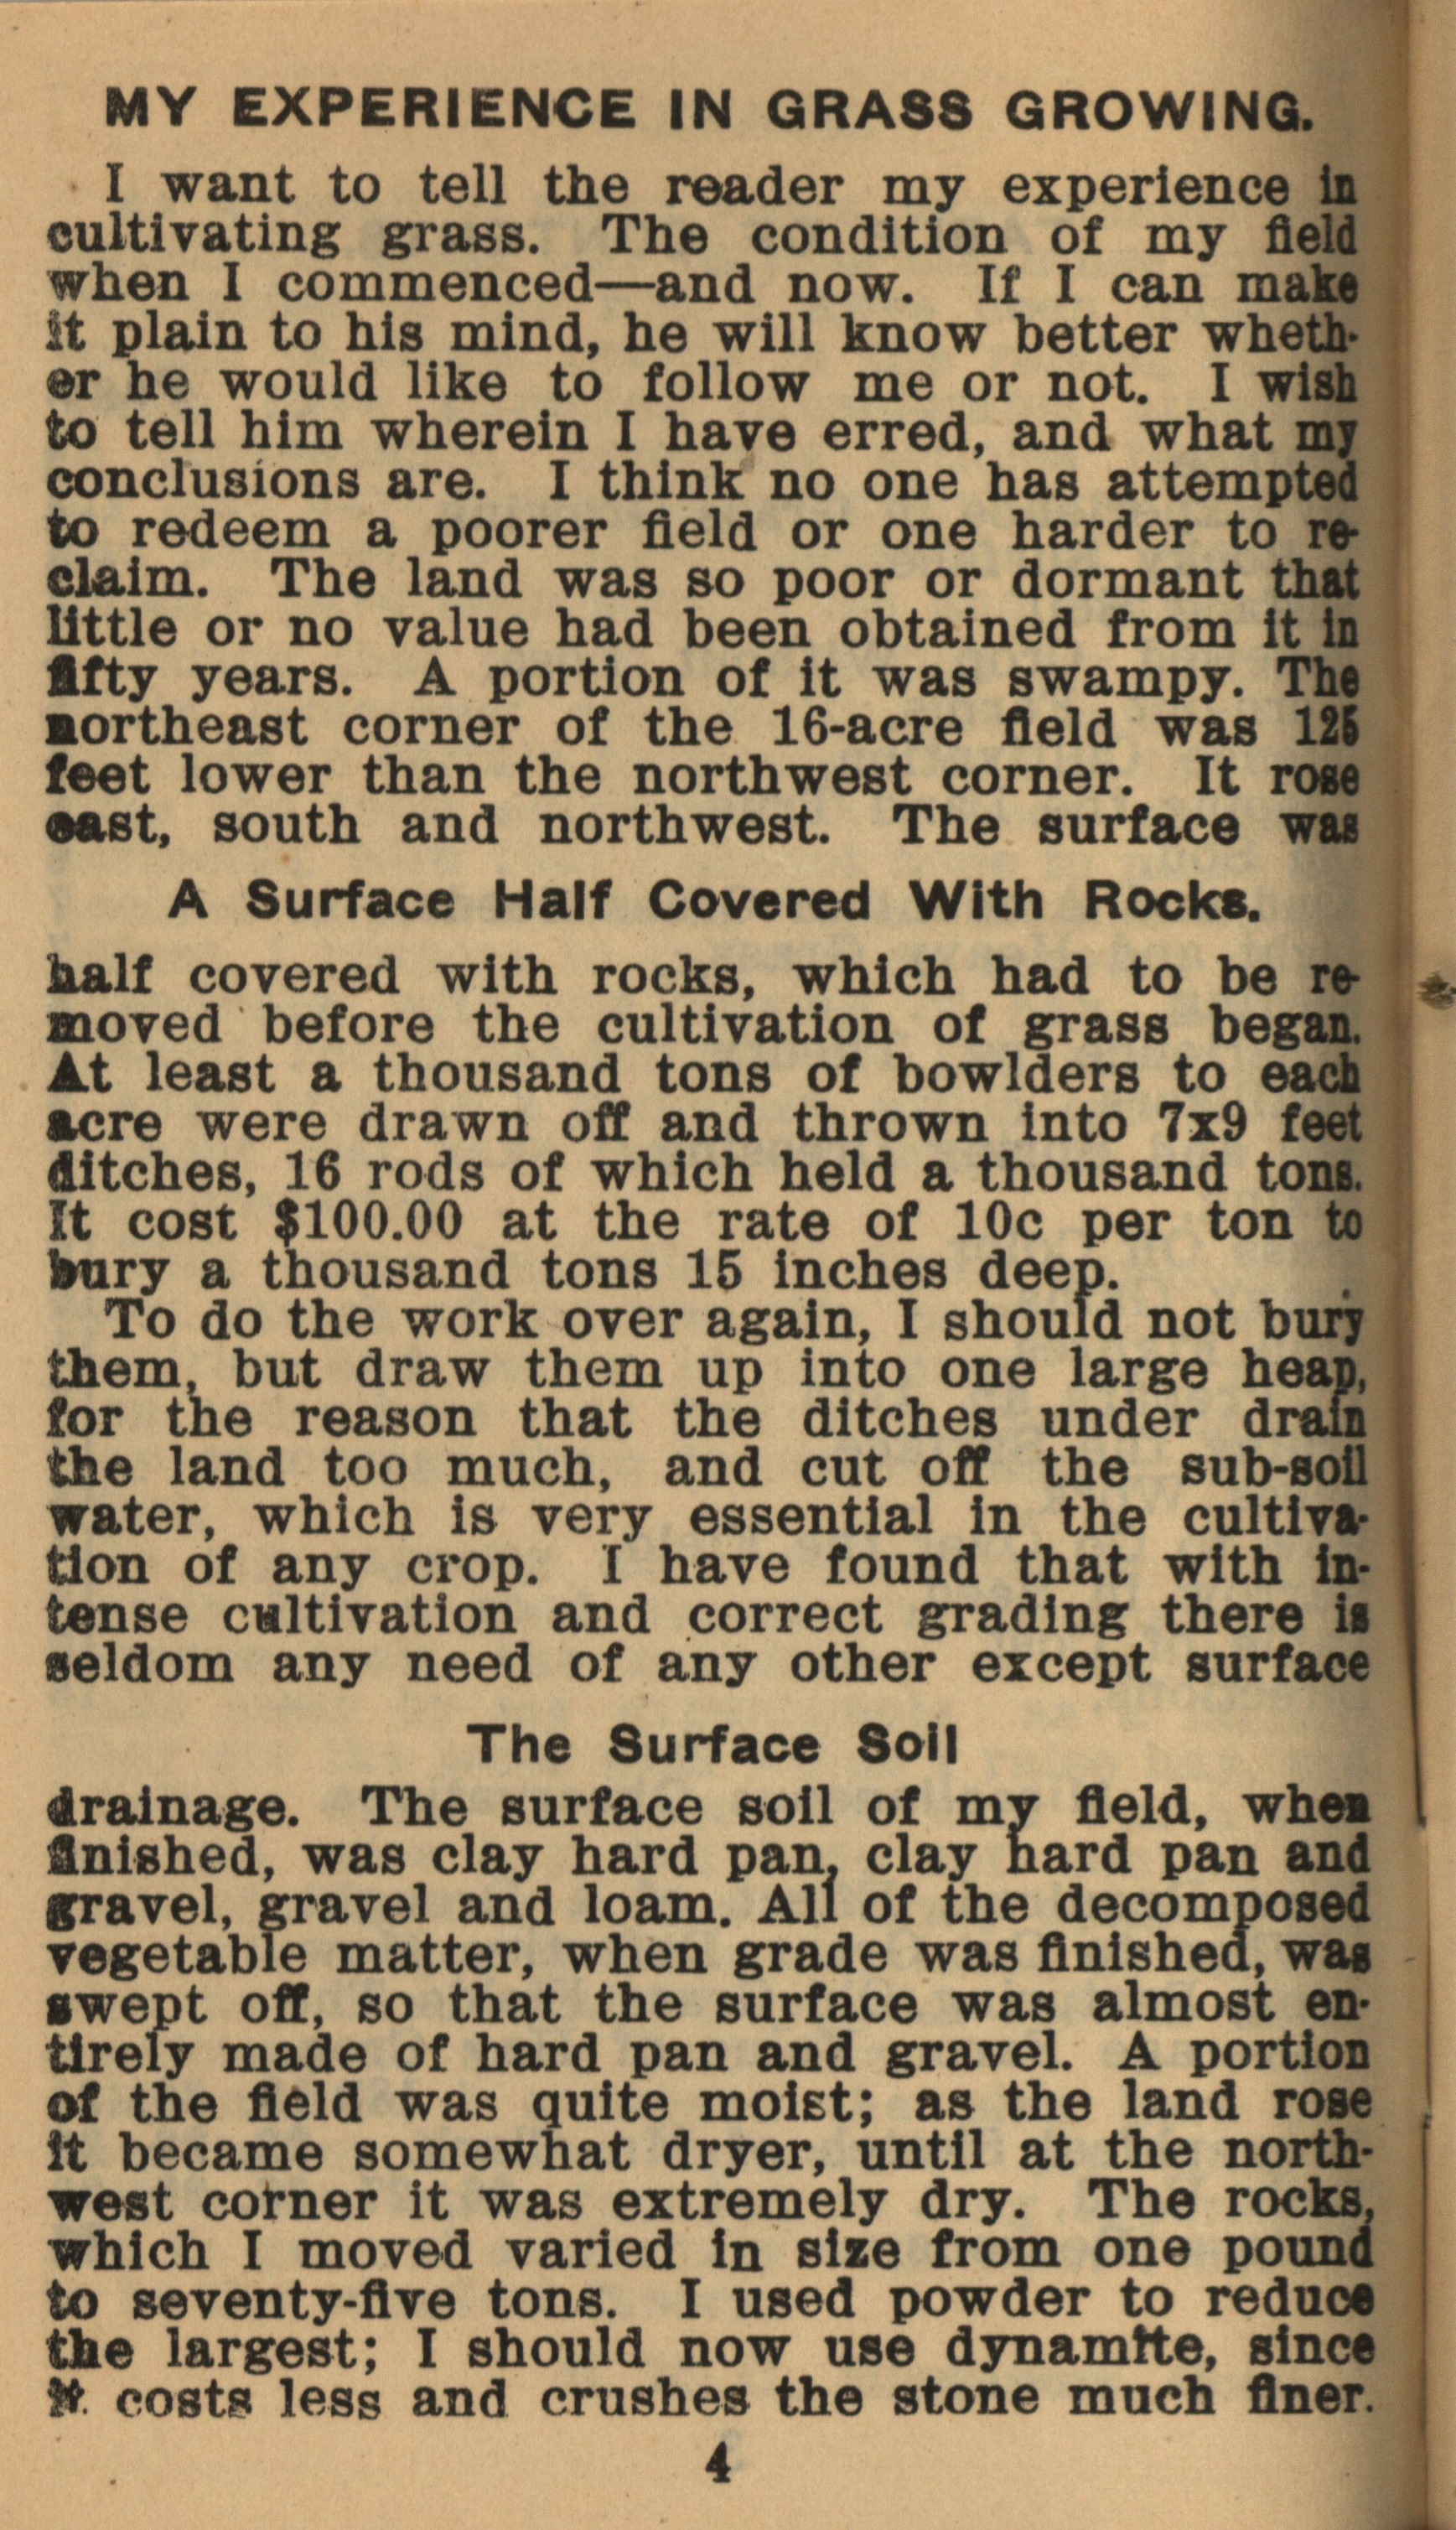 MY EXPERIENCE IN GRASS GROWING.
I want to tell the reader my experience in
cultivating grass. The condition of my field
when I commenced—and now. If I can make
it plain to his mind, he will know better wheth-
er he would like to follow me or not. I wish
to tell him wherein I have erred, and what my
conclusions are. I think no one has attempted
to redeem a poorer field or one harder to re-
claim. The land was so poor or dormant that
little or no value had been obtained from it in
fifty years. A portion of it was swampy. The
northeast corner of the 16-acre field was 125
feet lower than the northwest corner. It rose
east, south and northwest. The surface was
A Surface Half Covered With Rocks.
half covered with rocks, which had to be re-
moved before the cultivation of grass began.
At least a thousand tons of bowlders to each
acre were drawn off and thrown into 7x9 feet
ditches, 16 rods of which held a thousand tons.
It cost $100.00 at the rate of 10c per ton to
bury a thousand tons 15 inches deep.
To do the work over again, I should not bury
them, but draw them up into one large heap,
for the reason that the ditches under drain
the land too much, and cut off the sub-soil
water, which is very essential in the cultiva-
tion of any crop. I have found that with in-
tense cultivation and correct grading there is
seldom any need of any other except surface
The Surface Soil
drainage. The surface soil of my field, when
finished, was clay hard pan, clay hard pan and
gravel, gravel and loam. All of the decomposed
vegetable matter, when grade was finished, was
swept off, so that the surface was almost en-
tirely made of hard pan and gravel. A portion
of the field was quite moist; as the land rose
it became somewhat dryer, until at the north-
west corner it was extremely dry. The rocks,
which I moved varied in size from one pound
to seventy-five tons. I used powder to reduce
the largest; I should now use dynamite, since
it costs less and crushes the stone much finer.
4